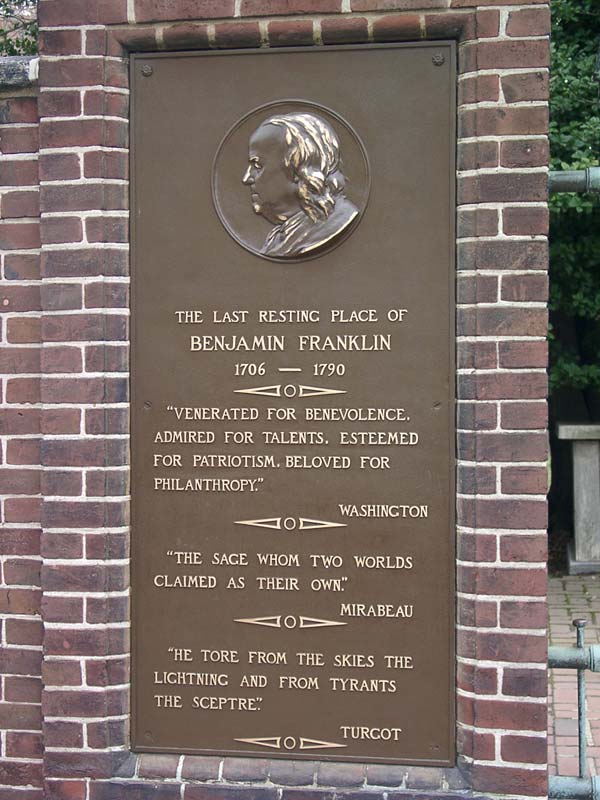 THE LAST RESTING PLACE OF
BENJAMIN FRANKLIN
1706 — 1790
"VENERATED FOR BENEVOLENCE,
ADMIRED FOR TALENTS, ESTEEMED
FOR PATRIOTISM, BELOVED FOR
PHILANTHROPY."
WASHINGTON
"THE SAGE WHOM TWO WORLDS
CLAIMED AS THEIR OWN."
MIRABEAU
"HE TORE FROM THE SKIES THE
LIGHTNING AND FROM TYRANTS
THE SCEPTRE."
TURGOT